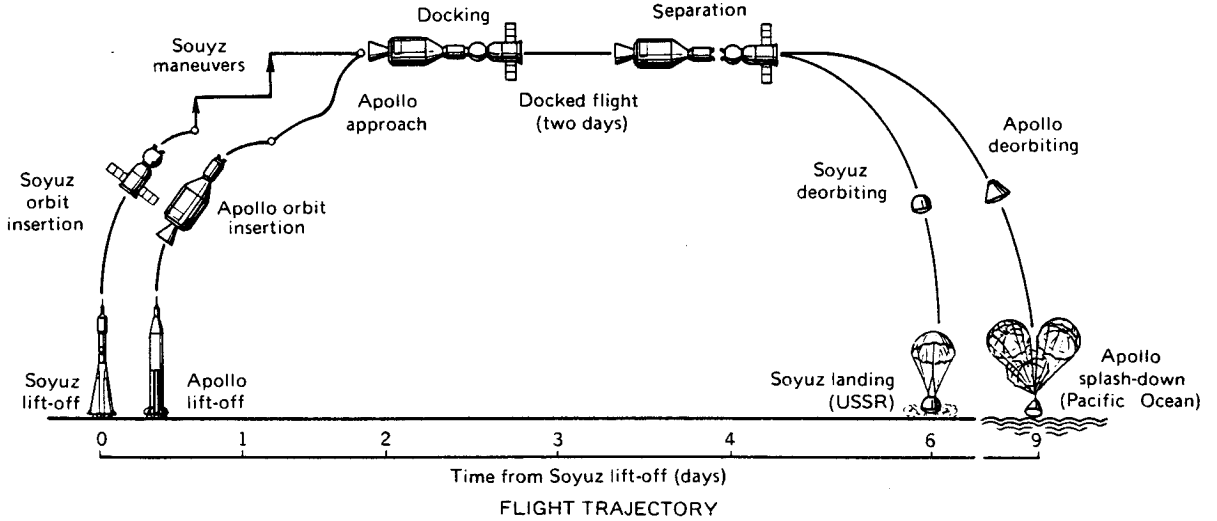 Docking
Separation
Souyz
maneuvers
Apollo
approach
Docked flight
(two days)
Apollo
deorbiting
Soyuz
deorbiting
Soyuz
orbit
insertion
Apollo orbit
insertion
Soyuz
lift-off
Apollo
lift-off
Soyuz landing
(USSR)
Apollo
splash-down
(Pacific Ocean)
0 1 2 3 4 6 9
Time from Soyuz lift-off (days)
FLIGHT TRAJECTORY